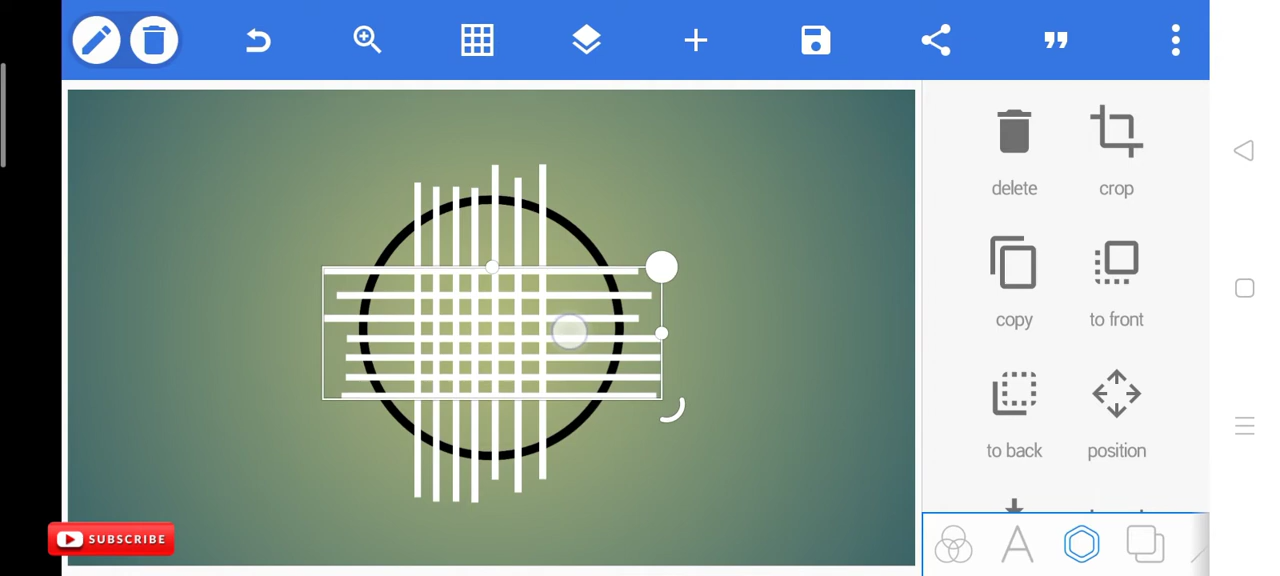 delete
crop
copy
to front
to back
position
SUBSCRIBE